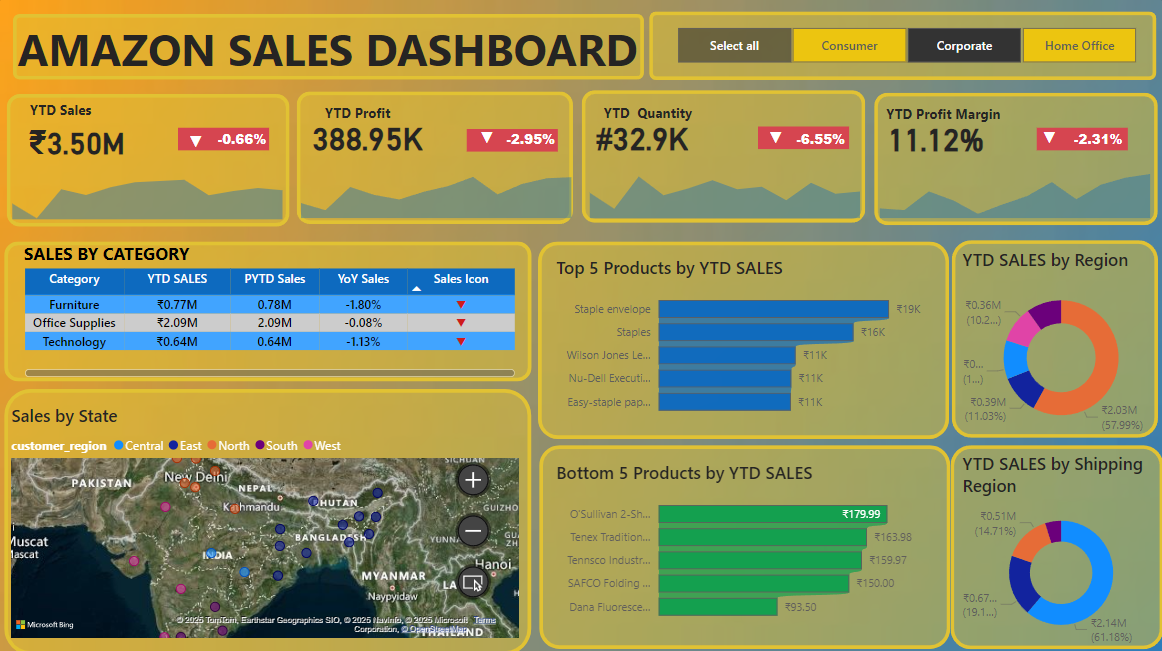 AMAZON SALES DASHBOARD
Select all
Consumer
Corporate
Home Office
YTD Sales
₹3.50M
▼ -0.66%
YTD Profit
388.95K
▼ -2.95%
YTD Quantity
#32.9K
▼ -6.55%
YTD Profit Margin
11.12%
▼ -2.31%
SALES BY CATEGORY
Category YTD SALES PYTD Sales YoY Sales Sales Icon
Furniture ₹0.77M 0.78M -1.80% ▼
Office Supplies ₹2.09M 2.09M -0.08% ▼
Technology ₹0.64M 0.64M -1.13% ▼
Top 5 Products by YTD SALES
Staple envelope ₹19K
Staples ₹16K
Wilson Jones Le... ₹11K
Nu-Dell Executi... ₹11K
Easy-staple pap... ₹11K
YTD SALES by Region
₹0.36M
(10.2...)
₹0...
(1...)
₹0.39M
(11.03%)
₹2.03M
(57.99%)
Sales by State
customer_region Central East North South West
SICHUAN
PAKISTAN
New Delhi
NEPAL
Kathmandu
BHUTAN
GUIZHO
Muscat
Mascat
INDIA
BANGLADESH
YUNNA
Hanoi
MYANMAR
LA
Naypyidaw
THAILAND
Microsoft Bing
© 2025 TomTom, Earthstar Geographics SIO, © 2025 NavInfo, © 2025 Microsoft Terms
Corporation, © OpenStreetMap
Bottom 5 Products by YTD SALES
O'Sullivan 2-Sh... ₹179.99
Tenex Tradition... ₹163.98
Tennsco Industr... ₹159.97
SAFCO Folding ... ₹150.00
Dana Fluoresce... ₹93.50
YTD SALES by Shipping
Region
₹0.51M
(14.71%)
₹0.67...
(19.1...)
₹2.14M
(61.18%)